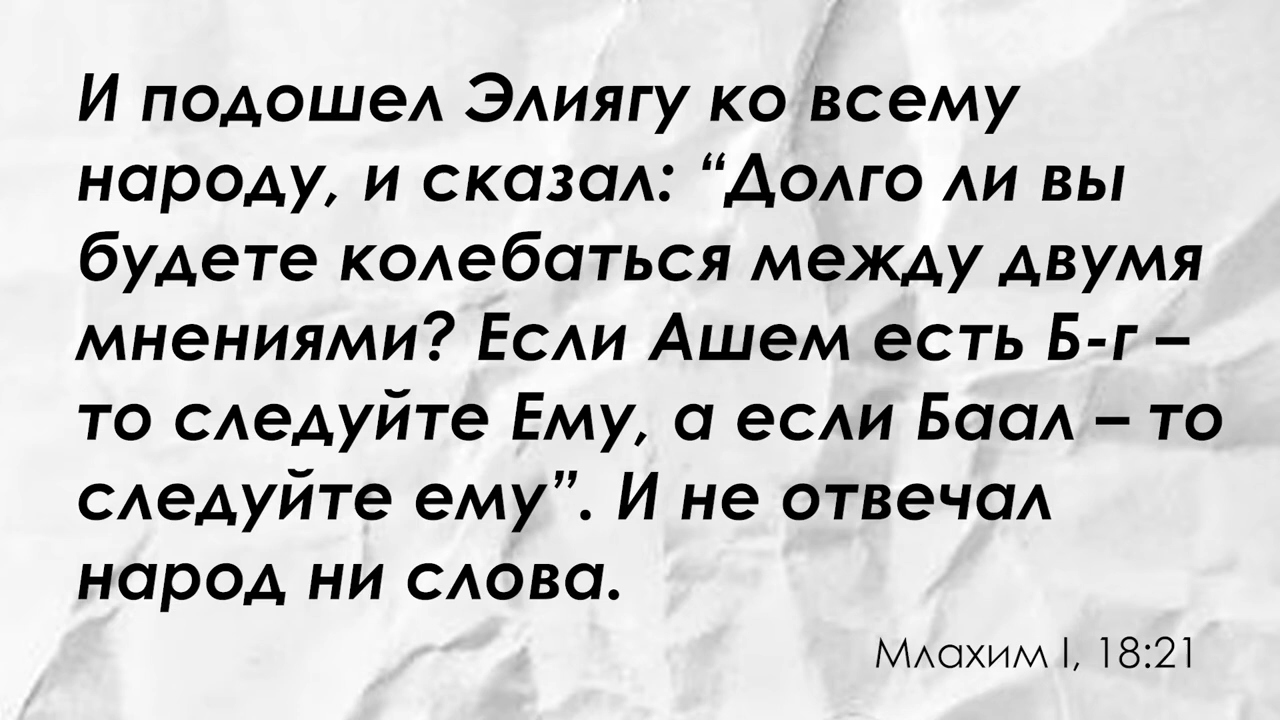 И подошел Элиягу ко всему
народу, и сказал: “Долго ли вы
будете колебаться между двумя
мнениями? Если Ашем есть Б-г –
то следуйте Ему, а если Баал – то
следуйте ему”. И не отвечал
народ ни слова.
Млахим I, 18:21